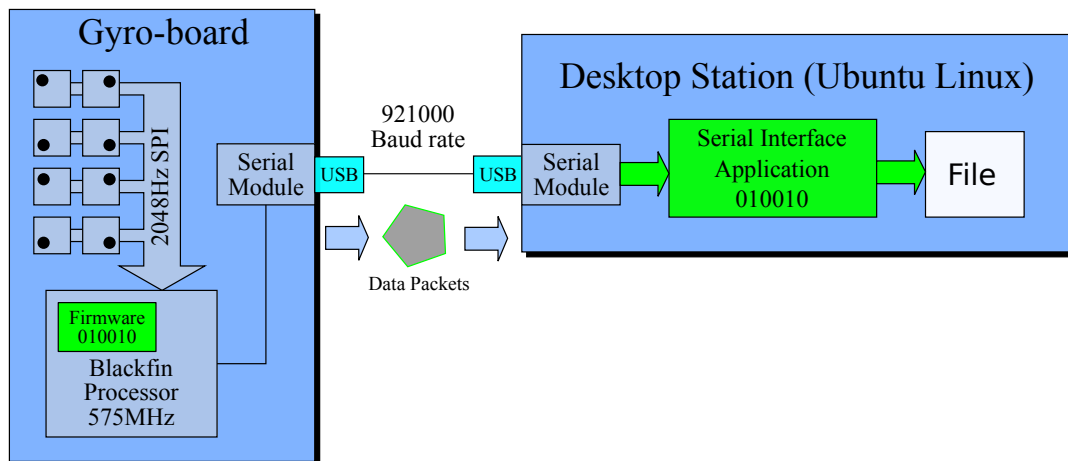 Gyro-board
2048Hz SPI
Serial
Module
USB
Firmware
010010
Blackfin
Processor
575MHz
921000
Baud rate
Data Packets
USB
Desktop Station (Ubuntu Linux)
Serial
Module
Serial Interface
Application
010010
File